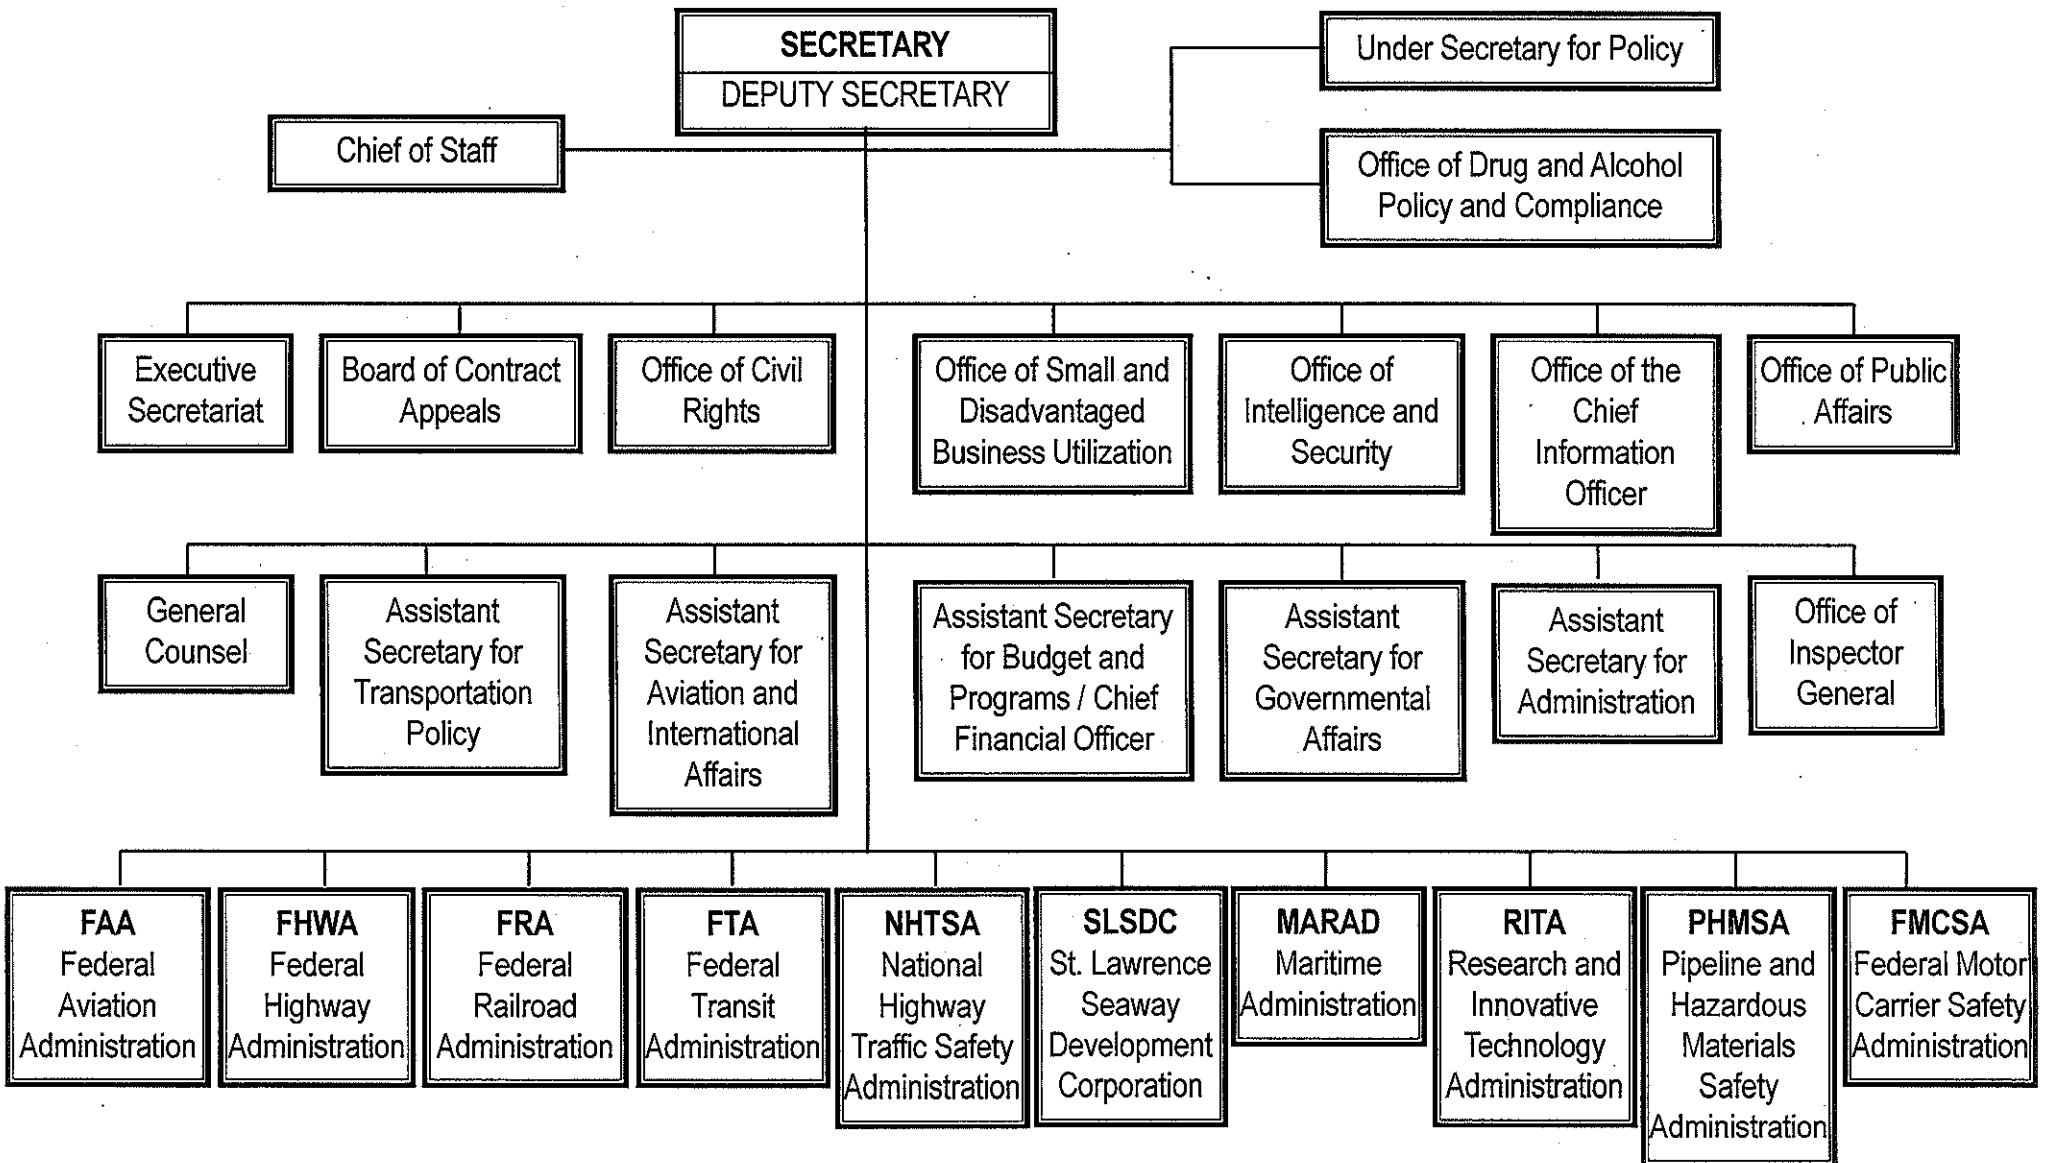 SECRETARY
DEPUTY SECRETARY
Under Secretary for Policy
Chief of Staff
Office of Drug and Alcohol
Policy and Compliance
Executive
Secretariat
Board of Contract
Appeals
Office of Civil
Rights
Office of Small and
Disadvantaged
Business Utilization
Office of
Intelligence and
Security
Office of the
Chief
Information
Officer
Office of Public
Affairs
General
Counsel
Assistant
Secretary for
Transportation
Policy
Assistant
Secretary for
Aviation and
International
Affairs
Assistant Secretary
for Budget and
Programs / Chief
Financial Officer
Assistant
Secretary for
Governmental
Affairs
Assistant
Secretary for
Administration
Office of
Inspector
General
FAA
Federal
Aviation
Administration
FHWA
Federal
Highway
Administration
FRA
Federal
Railroad
Administration
FTA
Federal
Transit
Administration
NHTSA
National
Highway
Traffic Safety
Administration
SLSDC
St. Lawrence
Seaway
Development
Corporation
MARAD
Maritime
Administration
RITA
Research and
Innovative
Technology
Administration
PHMSA
Pipeline and
Hazardous
Materials
Safety
Administration
FMCSA
Federal Motor
Carrier Safety
Administration